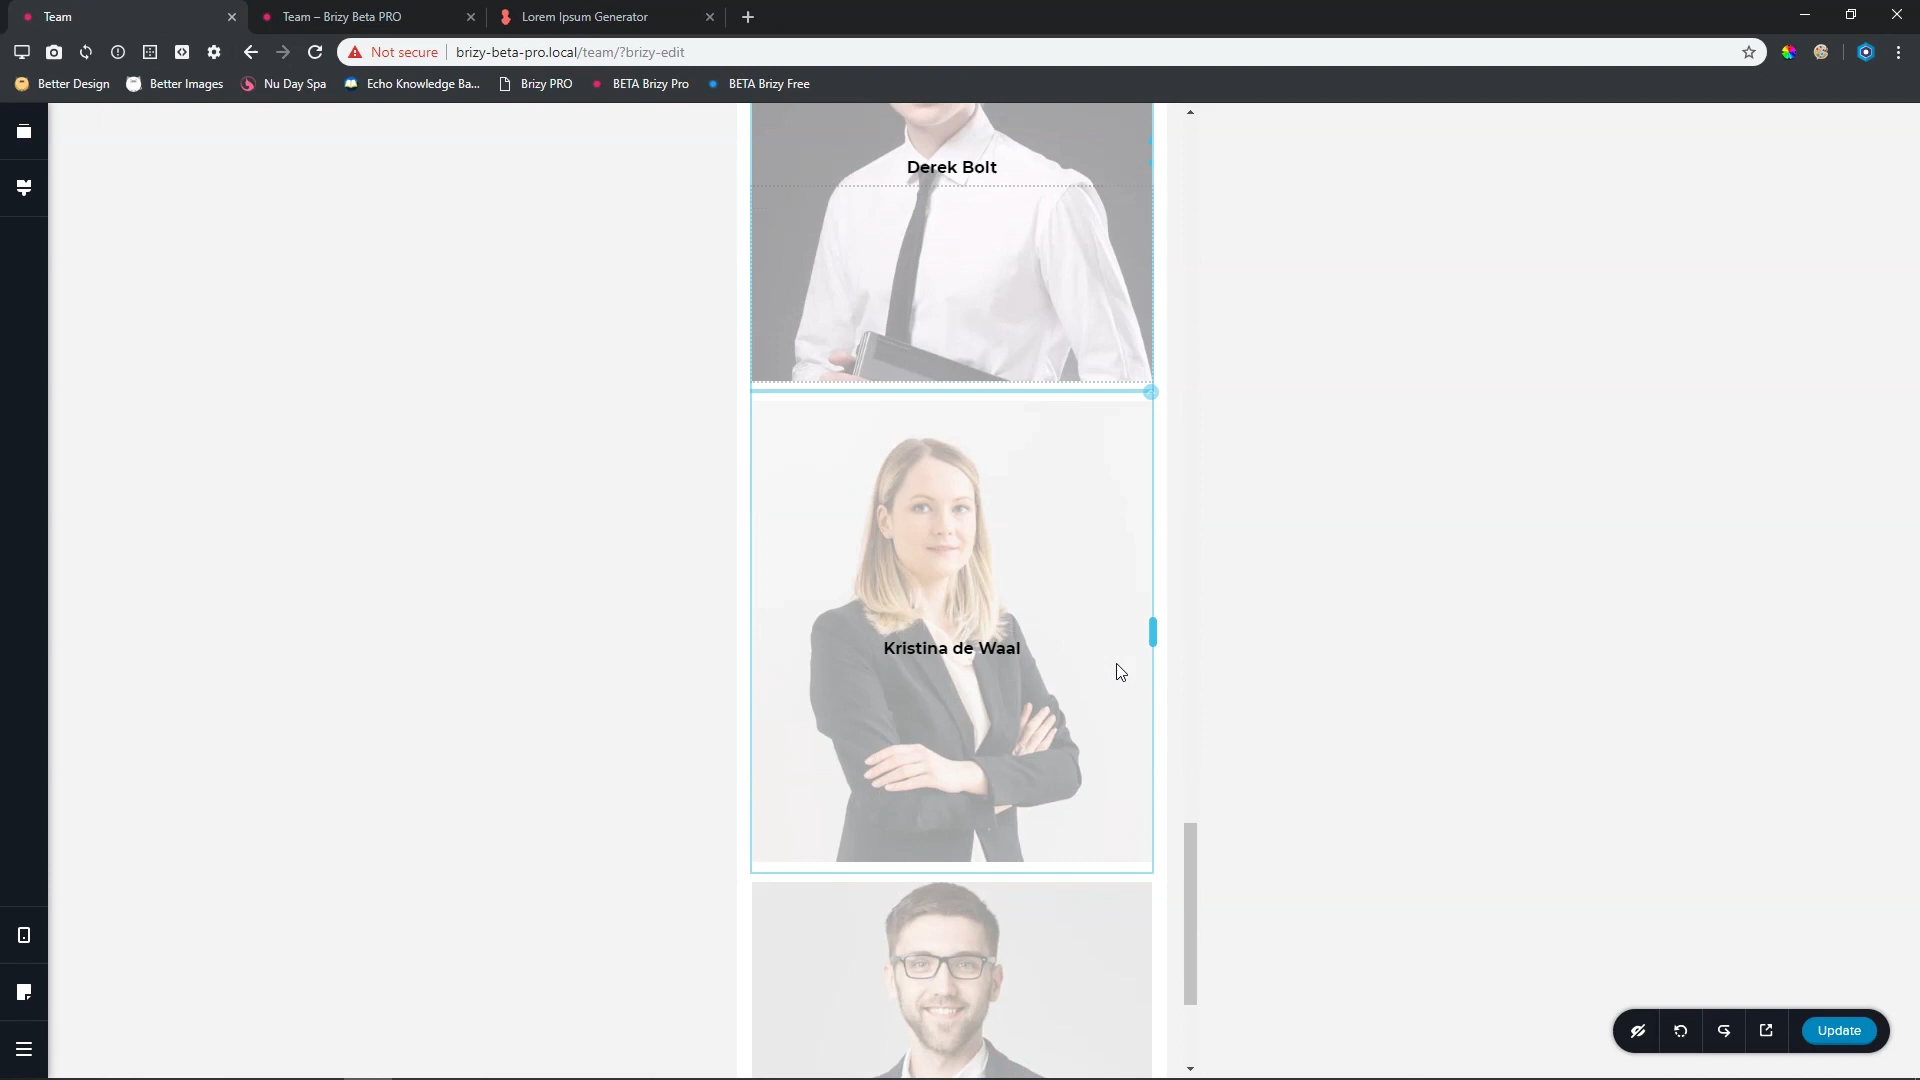 Team
Team – Brizy Beta PRO
Lorem Ipsum Generator
Not secure
brizy-beta-pro.local/team/?brizy-edit
Better Design
Better Images
Nu Day Spa
Echo Knowledge Ba...
Brizy PRO
BETA Brizy Pro
BETA Brizy Free
Derek Bolt
Kristina de Waal
Update